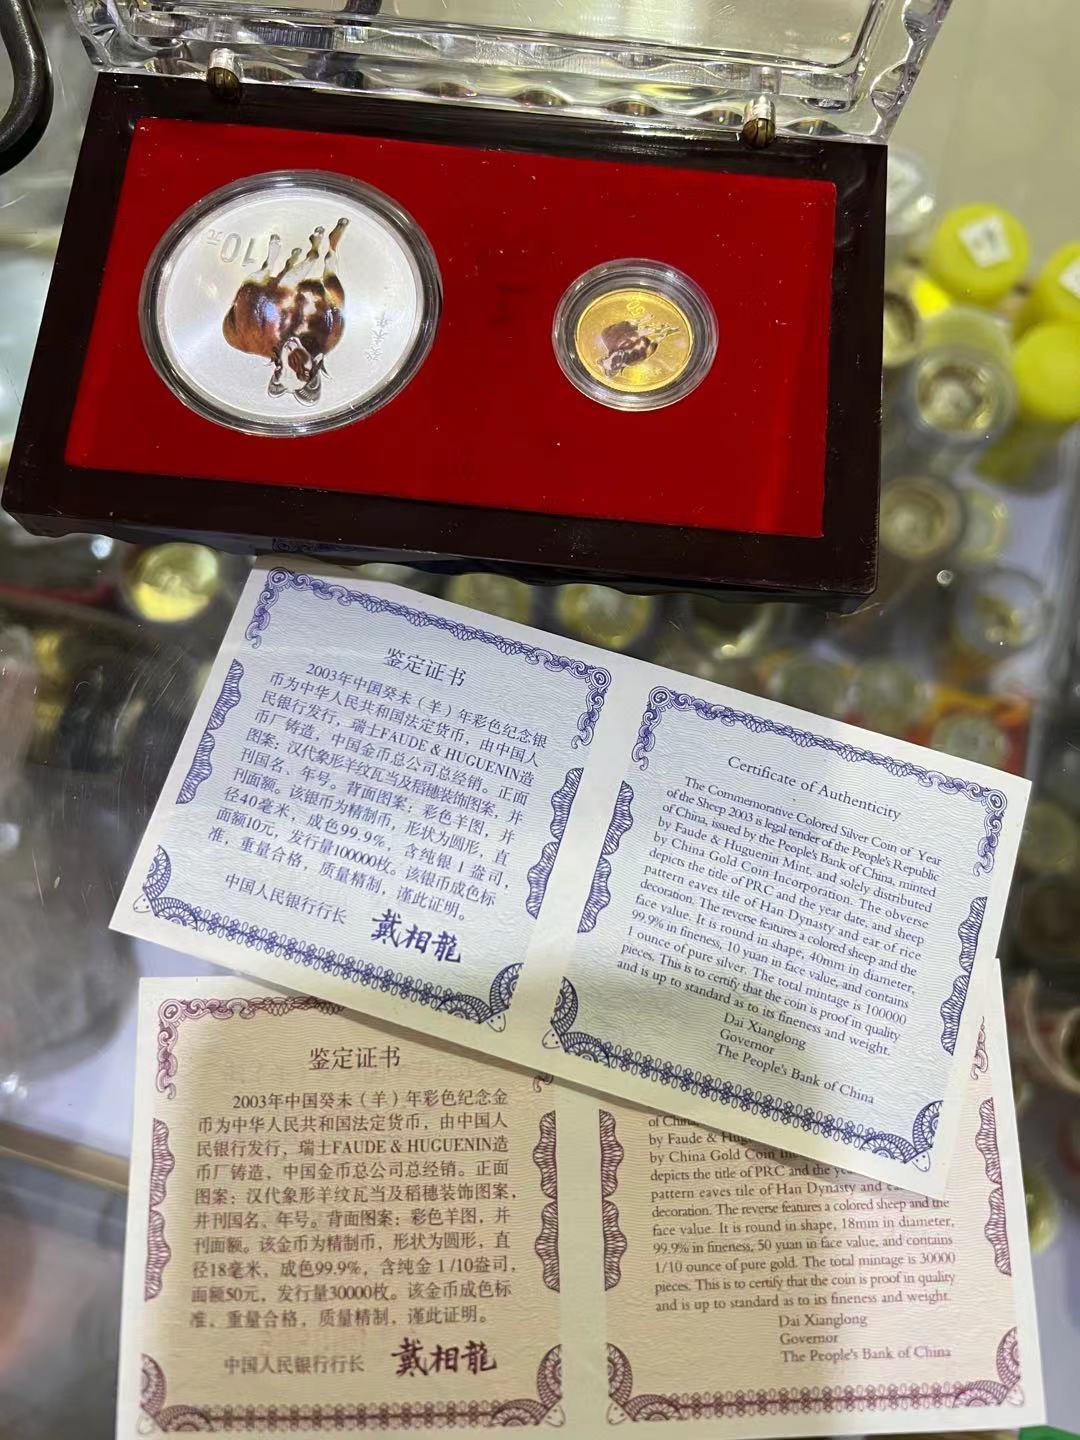 10元
癸未年
鉴定证书
2003年中国癸未（羊）年彩色纪念银
币为中华人民共和国法定货币，由中国人
民银行发行，瑞士FAUDE & HUGUENIN造
币厂铸造，中国金币总公司总经销。正面
图案：汉代象形羊纹瓦当及稻穗装饰图案，并
刊国名、年号。背面图案：彩色羊图，并
刊面额。该银币为精制币，形状为圆形，直
径40毫米，成色99.9%，含纯银1盎司，
面额10元，发行量100000枚。该银币成色标
准，重量合格，质量精制，谨此证明。
中国人民银行行长 戴相龍
Certificate of Authenticity
The Commemorative Colored Silver Coin of Year
of the Sheep 2003 is legal tender of the People's Republic
of China, issued by the People's Bank of China, minted
by Faude & Huguenin Mint, and solely distributed
by China Gold Coin Incorporation. The obverse
depicts the title of PRC and the year date, and sheep
pattern eaves tile of Han Dynasty and ear of rice
decoration. The reverse features a colored sheep and the
face value. It is round in shape, 40mm in diameter,
99.9% in fineness, 10 yuan in face value, and contains
1 ounce of pure silver. The total mintage is 100000
pieces. This is to certify that the coin is proof in quality
and is up to standard as to its fineness and weight.
Dai Xianglong
Governor
The People's Bank of China
鉴定证书
2003年中国癸未（羊）年彩色纪念金
币为中华人民共和国法定货币，由中国人
民银行发行，瑞士FAUDE & HUGUENIN造
币厂铸造，中国金币总公司总经销。正面
图案：汉代象形羊纹瓦当及稻穗装饰图案，
并刊国名、年号。背面图案：彩色羊图，并
刊面额。该金币为精制币，形状为圆形，直
径18毫米，成色99.9%，含纯金1/10盎司，
面额50元，发行量30000枚。该金币成色标
准，重量合格，质量精制，谨此证明。
中国人民银行行长 戴相龍
of China
by Faude &
by China Gold Coin
depicts the title of PRC and the
pattern eaves tile of Han Dynasty and
decoration. The reverse features a colored sheep and the
face value. It is round in shape, 18mm in diameter,
99.9% in fineness, 50 yuan in face value, and contains
1/10 ounce of pure gold. The total mintage is 30000
pieces. This is to certify that the coin is proof in quality
and is up to standard as to its fineness and weight.
Dai Xianglong
Governor
The People's Bank of China